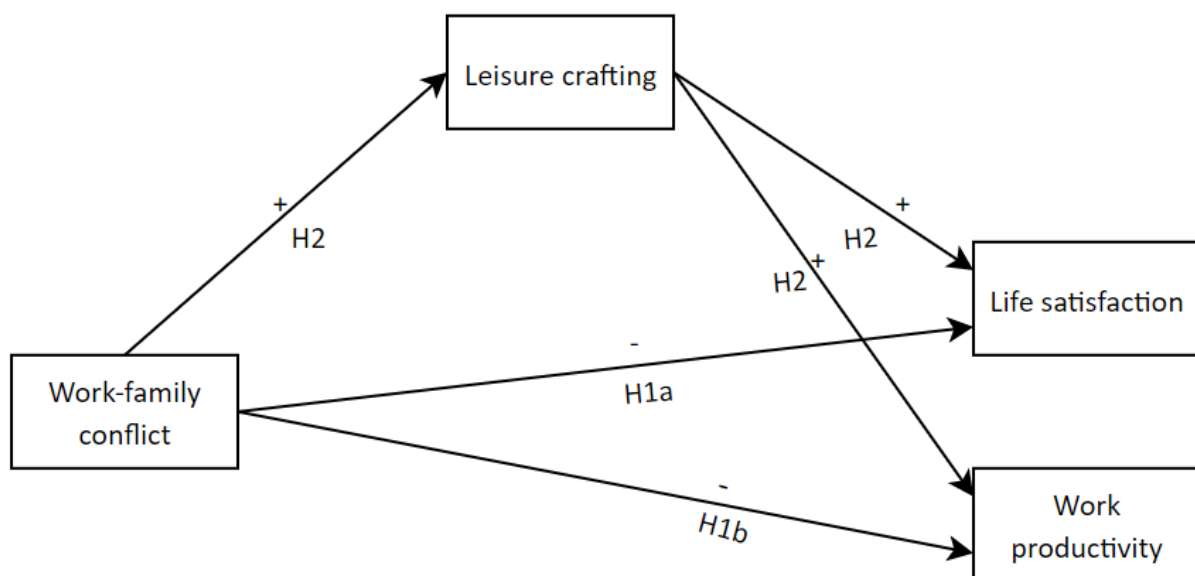 Leisure crafting
+
H2
+
H2
+
H2
Life satisfaction
-
H1a
Work-family
conflict
-
H1b
Work
productivity